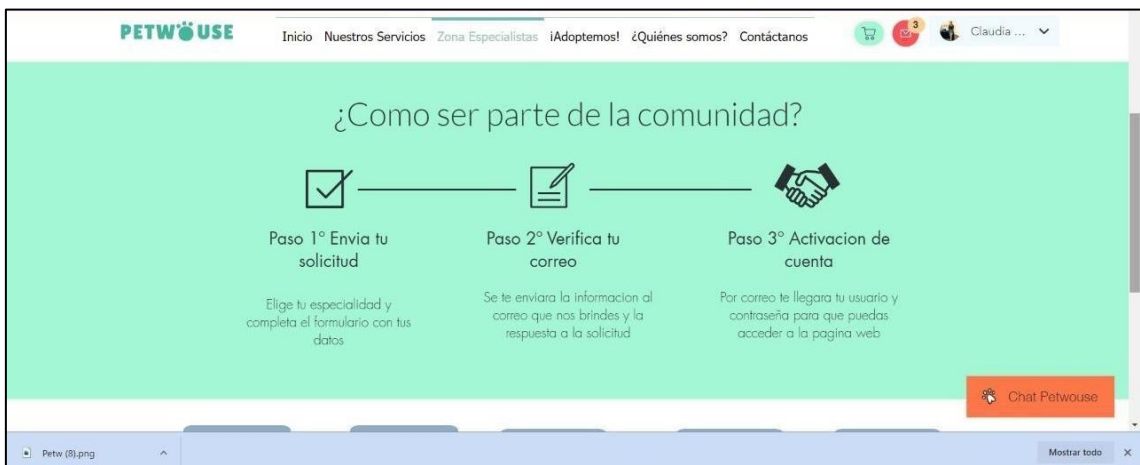 PETWOUSE
Inicio Nuestros Servicios Zona Especialistas ¡Adoptemos! ¿Quiénes somos? Contáctanos
3
Claudia ...
¿Como ser parte de la comunidad?
Paso 1° Envia tu
solicitud
Elige tu especialidad y
completa el formulario con tus
datos
Paso 2° Verifica tu
correo
Se te enviara la informacion al
correo que nos brindes y la
respuesta a la solicitud
Paso 3° Activacion de
cuenta
Por correo te llegara tu usuario y
contraseña para que puedas
acceder a la pagina web
Chat Petwouse
Petw (8).png
Mostrar todo